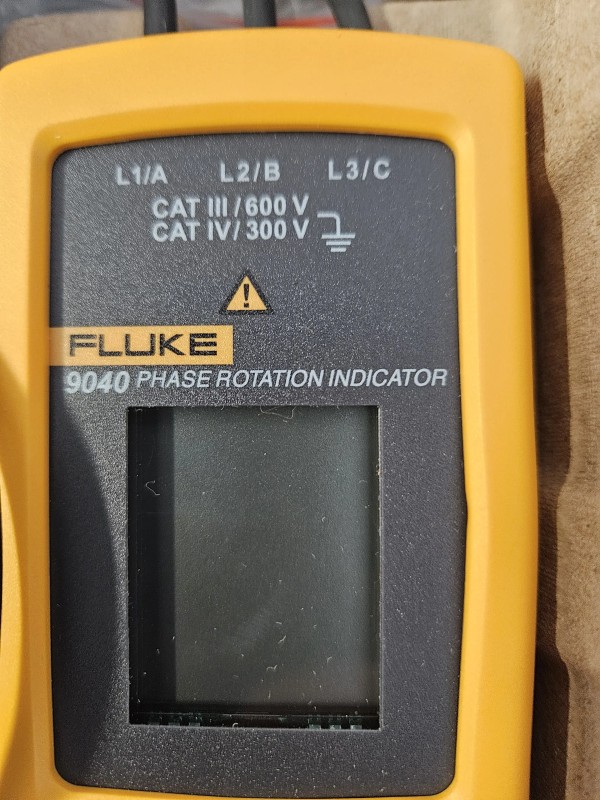 L1/A L2/B L3/C
CAT III/600 V
CAT IV/300 V
!
FLUKE
9040 PHASE ROTATION INDICATOR